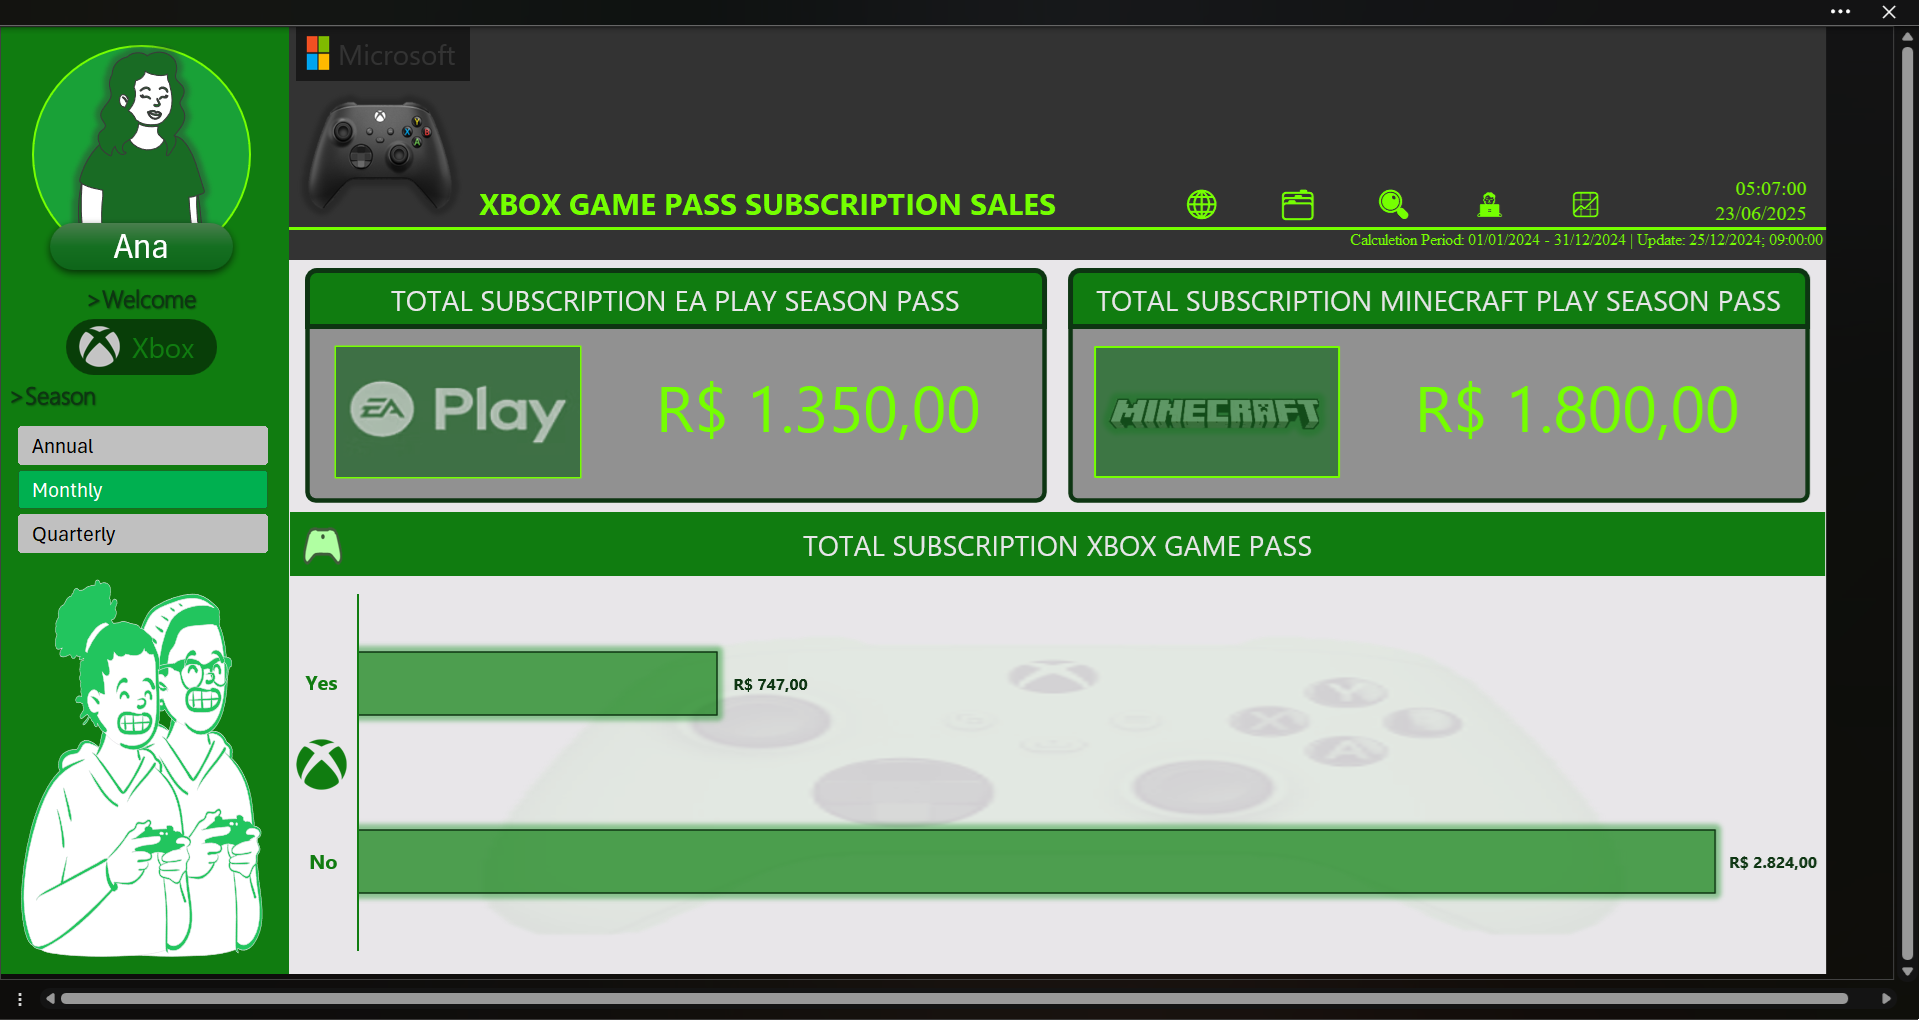 Microsoft
XBOX GAME PASS SUBSCRIPTION SALES
05:07:00
23/06/2025
Calculetion Period: 01/01/2024 - 31/12/2024 | Update: 25/12/2024; 09:00:00
Ana
>Welcome
Xbox
>Season
Annual
Monthly
Quarterly
TOTAL SUBSCRIPTION EA PLAY SEASON PASS
EA Play
R$ 1.350,00
TOTAL SUBSCRIPTION MINECRAFT PLAY SEASON PASS
MINECRAFT
R$ 1.800,00
TOTAL SUBSCRIPTION XBOX GAME PASS
Yes
R$ 747,00
No
R$ 2.824,00
Y
X
B
A
Y
X
A